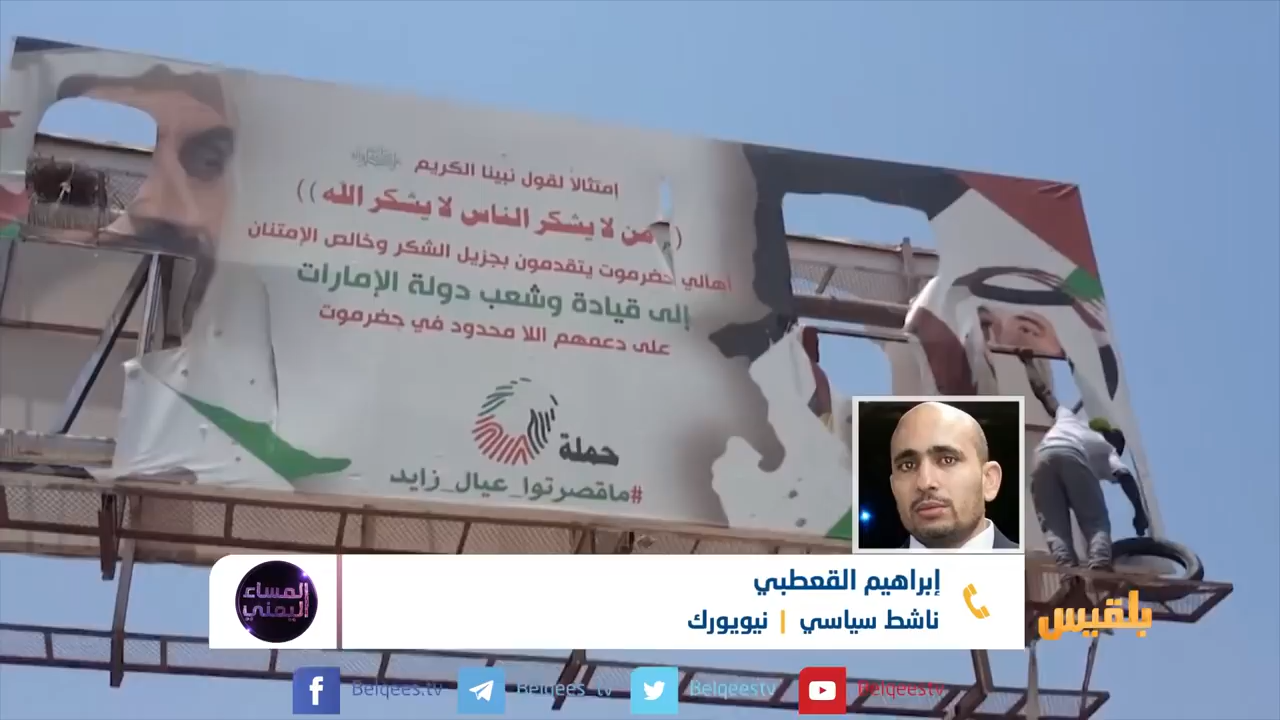 إمتثالاً لقول نبينا الكريم
((من لا يشكر الناس لا يشكر الله))
أهالي حضرموت يتقدمون بجزيل الشكر وخالص الإمتنان
إلى قيادة وشعب دولة الإمارات
على دعمهم اللا محدود في حضرموت
حملة
#ماقصرتوا_عيال_زايد
إبراهيم القعطبي
ناشط سياسي | نيويورك
المساء اليمني
بلقيس
Belqees.tv
Belqees_tv
Belqeestv
Belqeestv